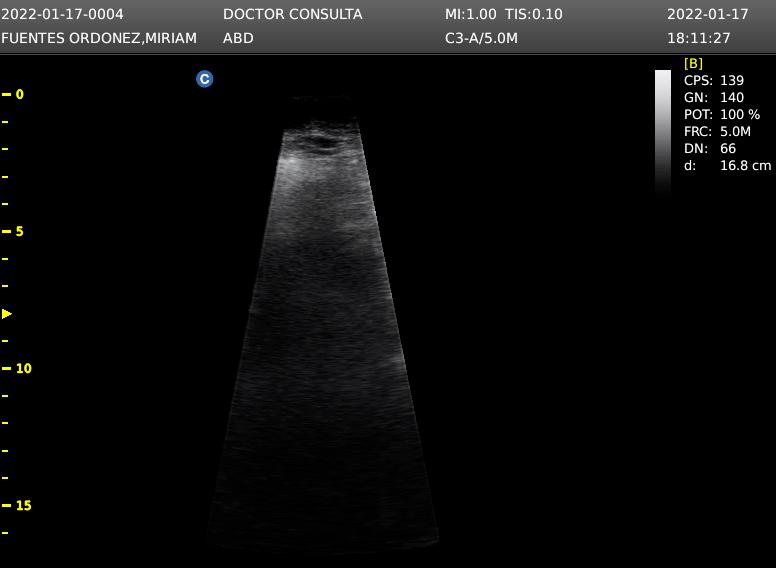 2022-01-17-0004 DOCTOR CONSULTA MI:1.00 TIS:0.10 2022-01-17
FUENTES ORDONEZ,MIRIAM ABD C3-A/5.0M 18:11:27
[B]
C
CPS: 139
0
GN: 140
POT: 100 %
FRC: 5.0M
DN: 66
d: 16.8 cm
5
10
15